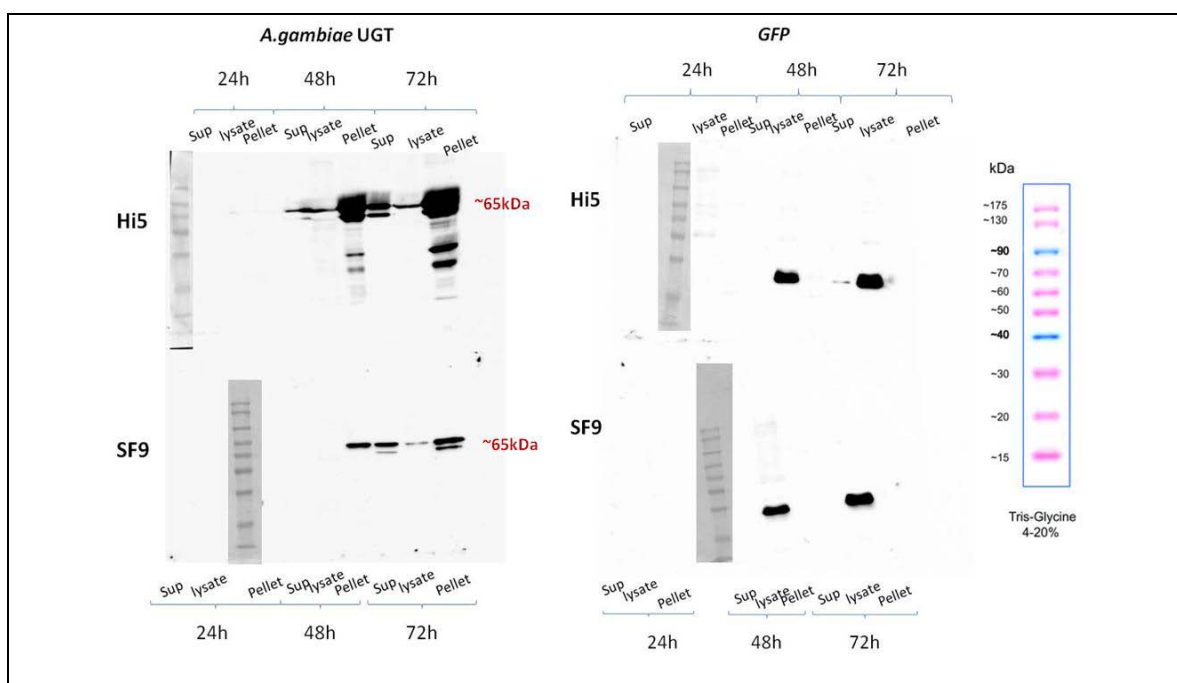 A.gambiae UGT
GFP
24h 48h 72h
24h 48h 72h
Sup lysate Pellet Sup lysate Pellet Sup lysate Pellet
Sup lysate Pellet Sup lysate Pellet Sup lysate Pellet
Hi5
~65kDa
Hi5
SF9
~65kDa
SF9
kDa
~175
~130
~90
~70
~60
~50
~40
~30
~20
~15
Tris-Glycine
4-20%
Sup lysate Pellet Sup lysate Pellet Sup lysate Pellet
Sup lysate Pellet Sup lysate Pellet Sup lysate Pellet
24h 48h 72h
24h 48h 72h